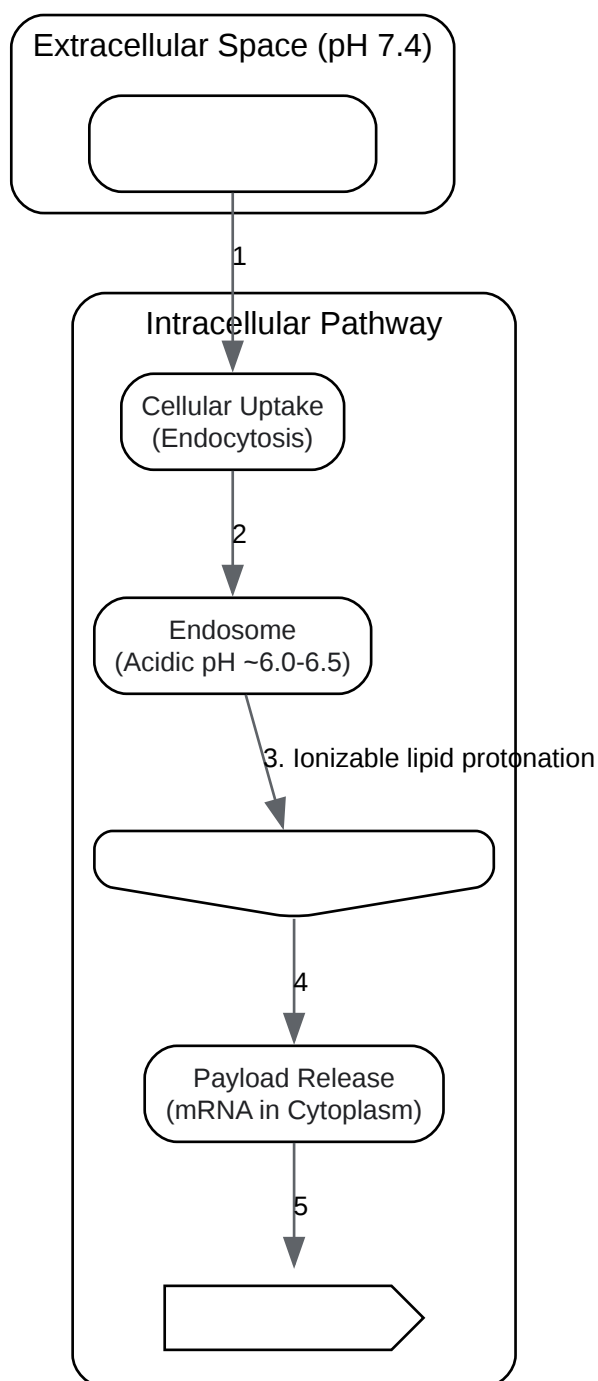 Extracellular Space (pH 7.4)
1
Intracellular Pathway
Cellular Uptake
(Endocytosis)
2
Endosome
(Acidic pH ~6.0-6.5)
3. Ionizable lipid protonation
4
Payload Release
(mRNA in Cytoplasm)
5